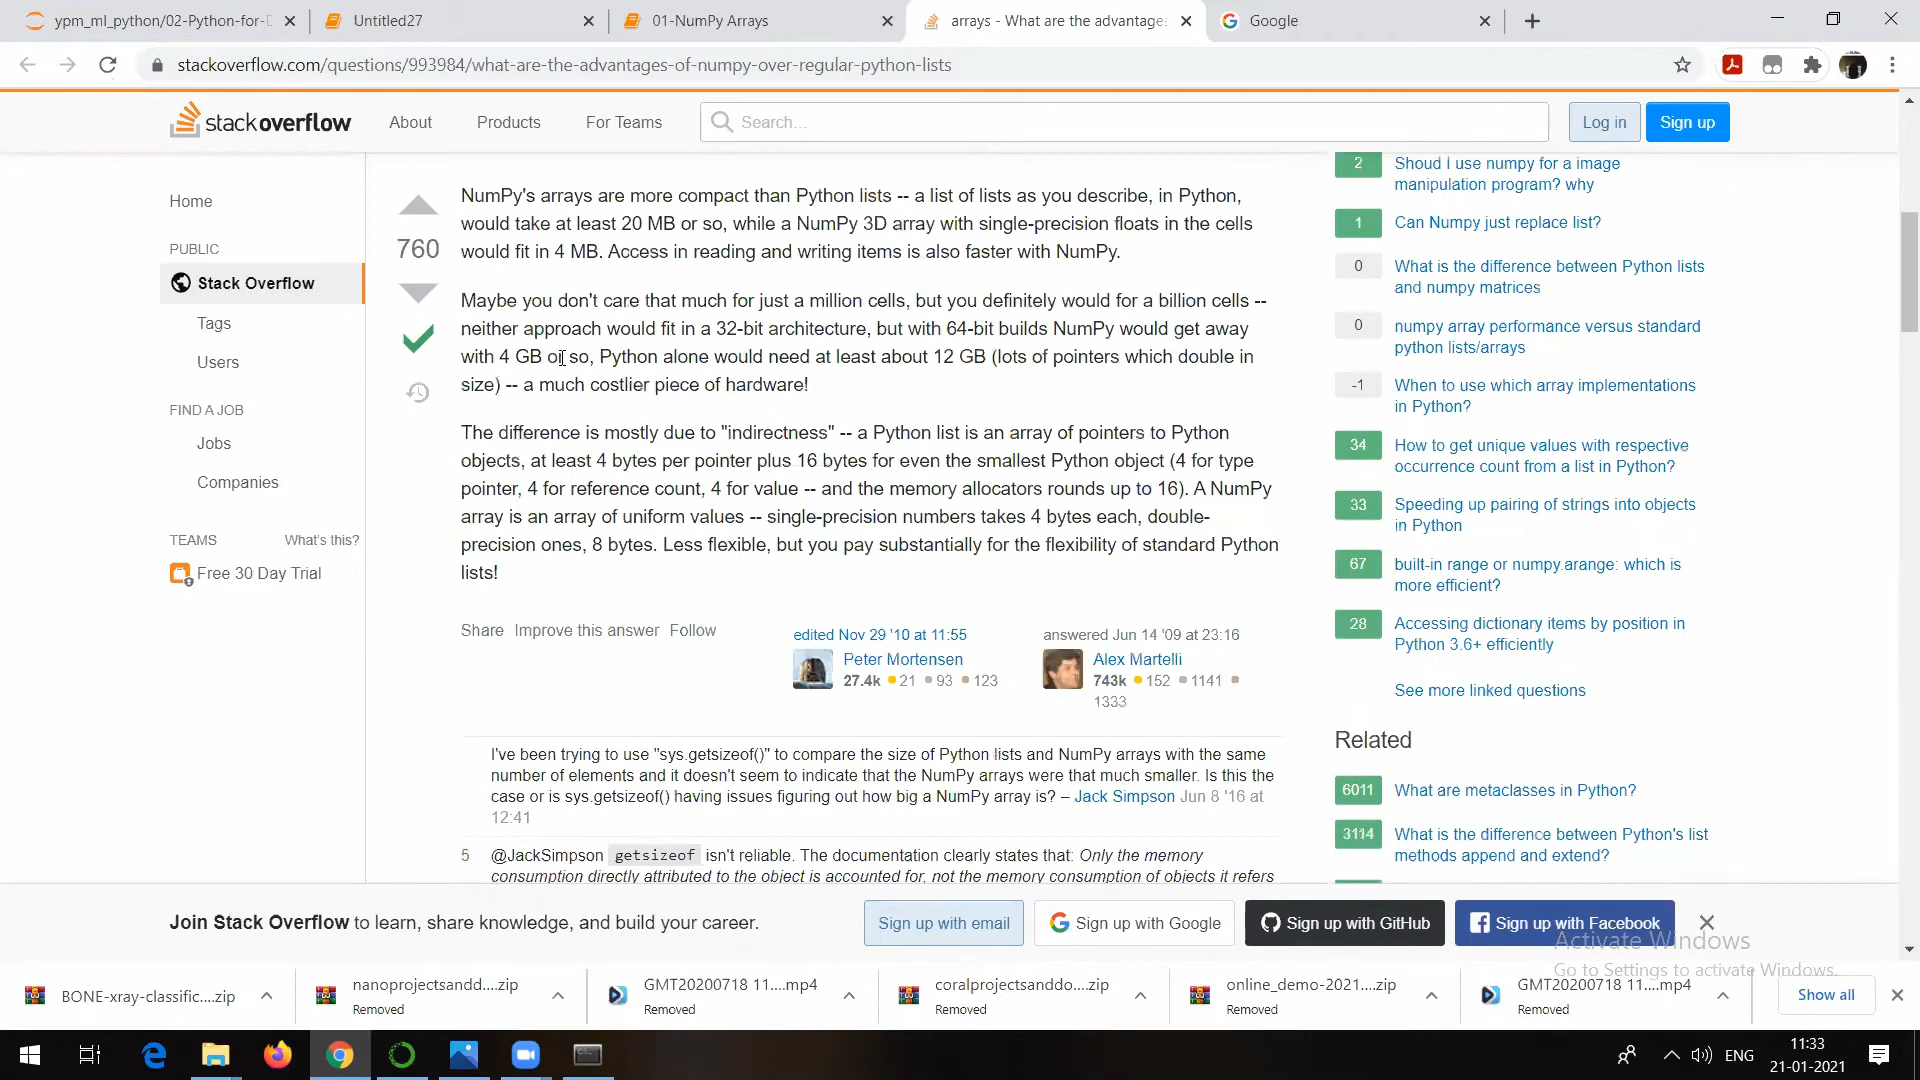 ypm_ml_python/02-Python-for-D
Untitled27
01-NumPy Arrays
arrays - What are the advantages
Google
stackoverflow.com/questions/993984/what-are-the-advantages-of-numpy-over-regular-python-lists
stackoverflow
About
Products
For Teams
Search...
Log in
Sign up
Home
PUBLIC
Stack Overflow
Tags
Users
FIND A JOB
Jobs
Companies
TEAMS
What's this?
Free 30 Day Trial
760
NumPy's arrays are more compact than Python lists -- a list of lists as you describe, in Python,
would take at least 20 MB or so, while a NumPy 3D array with single-precision floats in the cells
would fit in 4 MB. Access in reading and writing items is also faster with NumPy.
Maybe you don't care that much for just a million cells, but you definitely would for a billion cells --
neither approach would fit in a 32-bit architecture, but with 64-bit builds NumPy would get away
with 4 GB or so, Python alone would need at least about 12 GB (lots of pointers which double in
size) -- a much costlier piece of hardware!
The difference is mostly due to "indirectness" -- a Python list is an array of pointers to Python
objects, at least 4 bytes per pointer plus 16 bytes for even the smallest Python object (4 for type
pointer, 4 for reference count, 4 for value -- and the memory allocators rounds up to 16). A NumPy
array is an array of uniform values -- single-precision numbers takes 4 bytes each, double-
precision ones, 8 bytes. Less flexible, but you pay substantially for the flexibility of standard Python
lists!
Share Improve this answer Follow
edited Nov 29 '10 at 11:55
Peter Mortensen
27.4k 21 93 123
answered Jun 14 '09 at 23:16
Alex Martelli
743k 152 1141
1333
I've been trying to use "sys.getsizeof()" to compare the size of Python lists and NumPy arrays with the same
number of elements and it doesn't seem to indicate that the NumPy arrays were that much smaller. Is this the
case or is sys.getsizeof() having issues figuring out how big a NumPy array is? – Jack Simpson Jun 8 '16 at
12:41
5 @JackSimpson getsizeof isn't reliable. The documentation clearly states that: Only the memory
consumption directly attributed to the object is accounted for, not the memory consumption of objects it refers
2 Shoud I use numpy for a image
manipulation program? why
1 Can Numpy just replace list?
0 What is the difference between Python lists
and numpy matrices
0 numpy array performance versus standard
python lists/arrays
-1 When to use which array implementations
in Python?
34 How to get unique values with respective
occurrence count from a list in Python?
33 Speeding up pairing of strings into objects
in Python
67 built-in range or numpy.arange: which is
more efficient?
28 Accessing dictionary items by position in
Python 3.6+ efficiently
See more linked questions
Related
6011 What are metaclasses in Python?
3114 What is the difference between Python's list
methods append and extend?
Join Stack Overflow to learn, share knowledge, and build your career.
Sign up with email
Sign up with Google
Sign up with GitHub
Sign up with Facebook
Activate Windows
Go to Settings to activate Windows.
BONE-xray-classific....zip
nanoprojectsandd....zip
Removed
GMT20200718 11....mp4
Removed
coralprojectsanddo....zip
Removed
online_demo-2021....zip
Removed
GMT20200718 11....mp4
Removed
Show all
ENG
11:33
21-01-2021